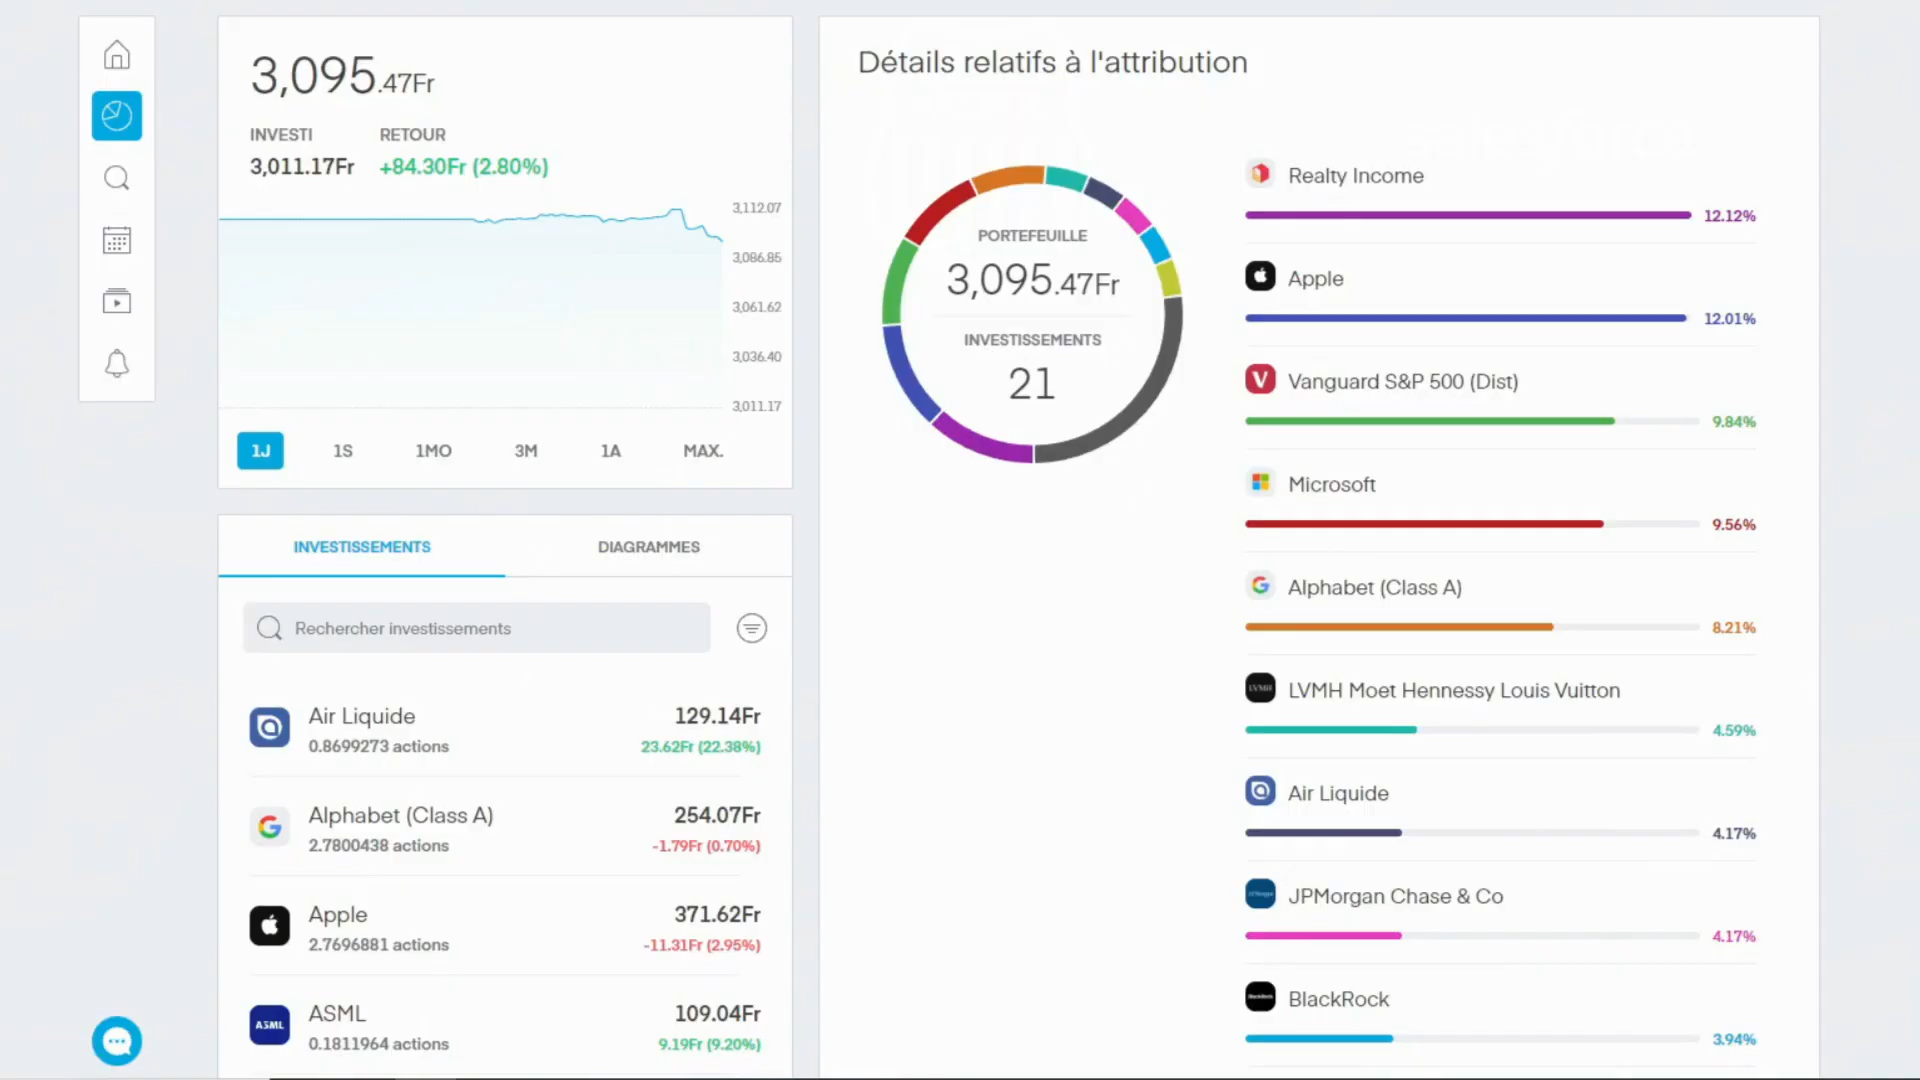 3,095.47Fr
INVESTI RETOUR
3,011.17Fr +84.30Fr (2.80%)
3,112.07
3,086.85
3,061.62
3,036.40
3,011.17
1J 1S 1MO 3M 1A MAX.
INVESTISSEMENTS DIAGRAMMES
Rechercher investissements
Air Liquide 129.14Fr
0.8699273 actions 23.62Fr (22.38%)
Alphabet (Class A) 254.07Fr
2.7800438 actions -1.79Fr (0.70%)
Apple 371.62Fr
2.7696881 actions -11.31Fr (2.95%)
ASML
ASML 109.04Fr
0.1811964 actions 9.19Fr (9.20%)
Détails relatifs à l'attribution
PORTEFEUILLE
3,095.47Fr
INVESTISSEMENTS
21
Realty Income
12.12%
Apple
12.01%
Vanguard S&P 500 (Dist)
9.84%
Microsoft
9.56%
Alphabet (Class A)
8.21%
LVMH
LVMH Moet Hennessy Louis Vuitton
4.59%
Air Liquide
4.17%
JPMorgan Chase & Co
4.17%
BlackRock
3.94%